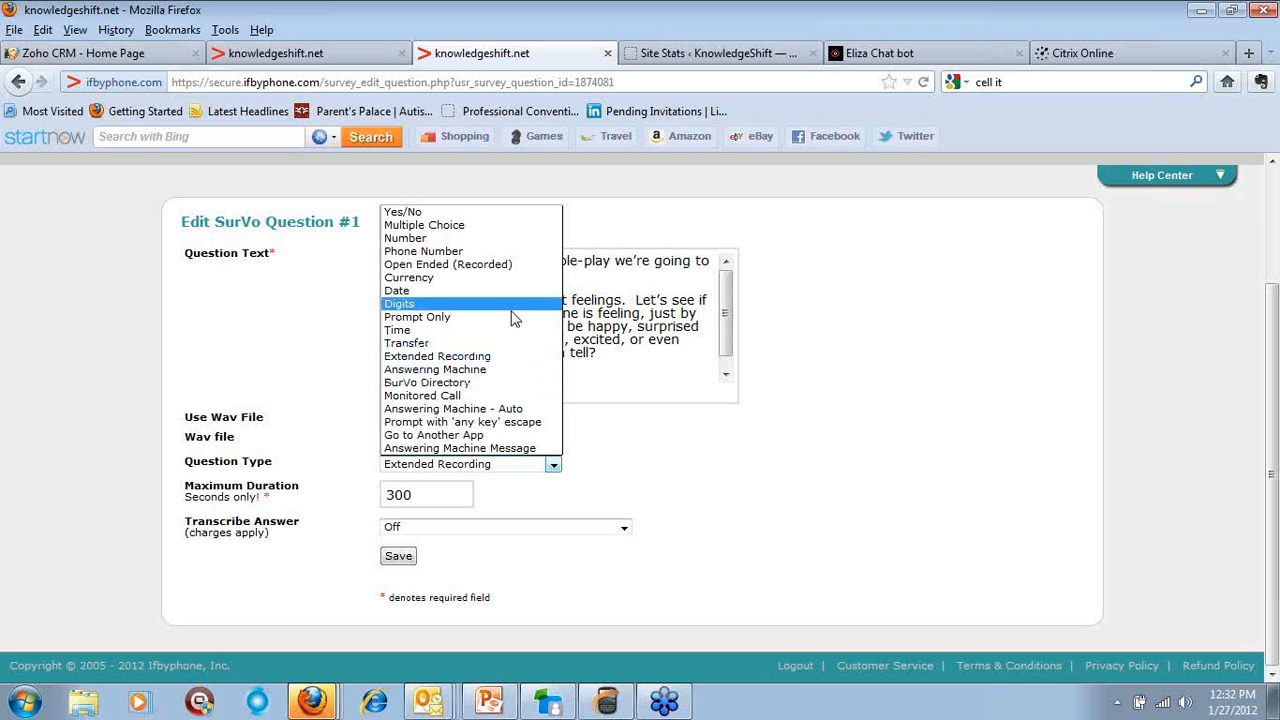 knowledgeshift.net - Mozilla Firefox
File Edit View History Bookmarks Tools Help
Zoho CRM - Home Page × knowledgeshift.net × knowledgeshift.net × Site Stats ‹ KnowledgeShift — ... × Eliza Chat bot × Citrix Online × +
ifbyphone.com https://secure.ifbyphone.com/survey_edit_question.php?usr_survey_question_id=1874081 cell it
Most Visited Getting Started Latest Headlines Parent's Palace | Autis... Professional Conventi... Pending Invitations | Li...
startnow Search with Bing Search Shopping Games Travel Amazon eBay Facebook Twitter
Help Center
Edit SurVo Question #1
Question Text*
ole-play we're going to
t feelings. Let's see if
ne is feeling, just by
be happy, surprised
, excited, or even
tell?
Yes/No
Multiple Choice
Number
Phone Number
Open Ended (Recorded)
Currency
Date
Digits
Prompt Only
Time
Transfer
Extended Recording
Answering Machine
BurVo Directory
Monitored Call
Answering Machine - Auto
Prompt with 'any key' escape
Go to Another App
Answering Machine Message
Use Wav File
Wav file
Question Type Extended Recording
Maximum Duration 300
Seconds only! *
Transcribe Answer Off
(charges apply)
Save
* denotes required field
Copyright © 2005 - 2012 Ifbyphone, Inc. Logout | Customer Service | Terms & Conditions | Privacy Policy | Refund Policy
12:32 PM
1/27/2012